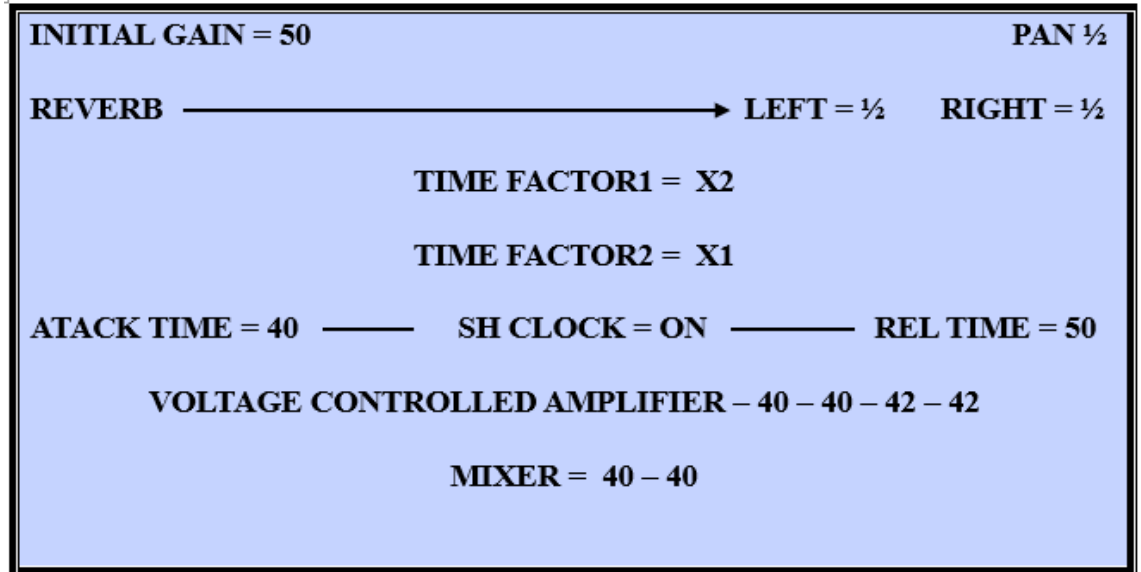 INITIAL GAIN = 50 PAN ½
REVERB LEFT = ½ RIGHT = ½
TIME FACTOR1 = X2
TIME FACTOR2 = X1
ATACK TIME = 40 SH CLOCK = ON REL TIME = 50
VOLTAGE CONTROLLED AMPLIFIER – 40 – 40 – 42 – 42
MIXER = 40 – 40